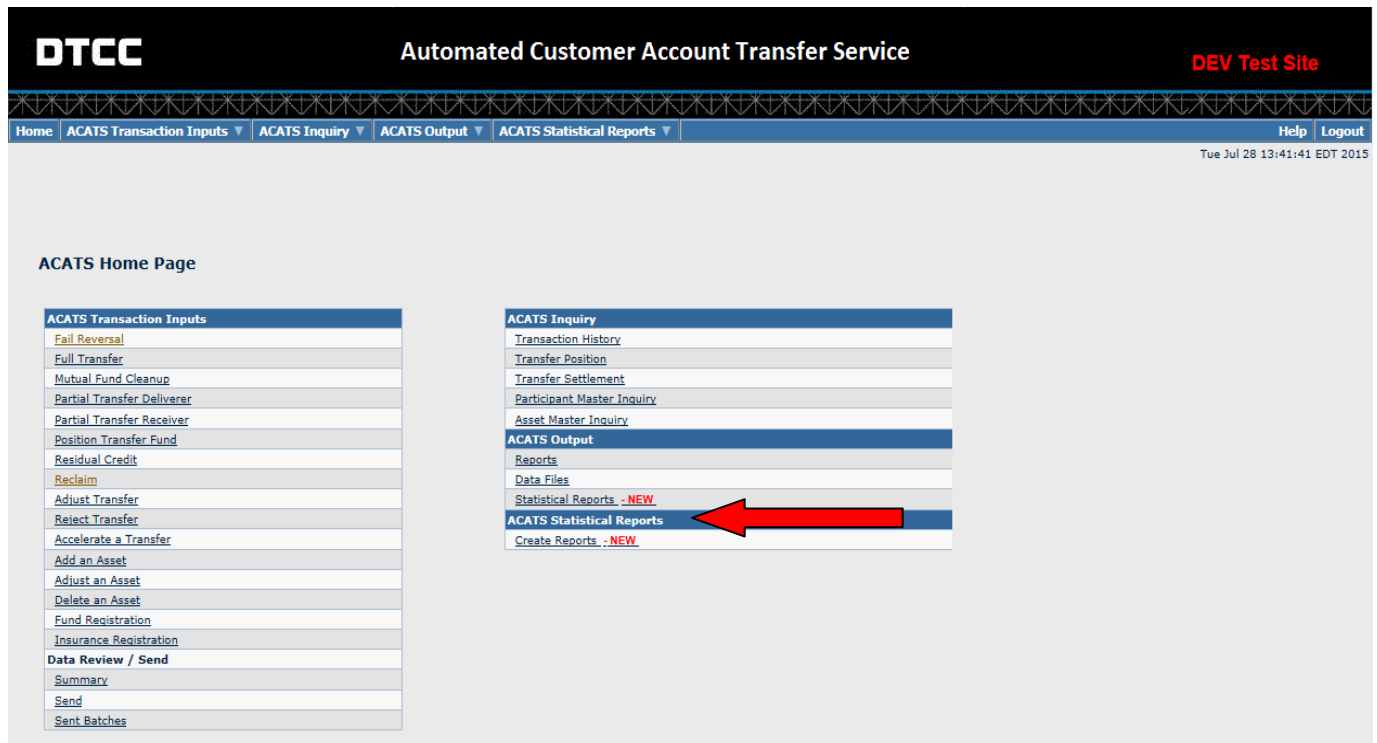 DTCC
Automated Customer Account Transfer Service
DEV Test Site
Home ACATS Transaction Inputs ▼ ACATS Inquiry ▼ ACATS Output ▼ ACATS Statistical Reports ▼ Help Logout
Tue Jul 28 13:41:41 EDT 2015
ACATS Home Page
ACATS Transaction Inputs
Fail Reversal
Full Transfer
Mutual Fund Cleanup
Partial Transfer Deliverer
Partial Transfer Receiver
Position Transfer Fund
Residual Credit
Reclaim
Adjust Transfer
Reject Transfer
Accelerate a Transfer
Add an Asset
Adjust an Asset
Delete an Asset
Fund Registration
Insurance Registration
Data Review / Send
Summary
Send
Sent Batches
ACATS Inquiry
Transaction History
Transfer Position
Transfer Settlement
Participant Master Inquiry
Asset Master Inquiry
ACATS Output
Reports
Data Files
Statistical Reports - NEW
ACATS Statistical Reports
Create Reports - NEW